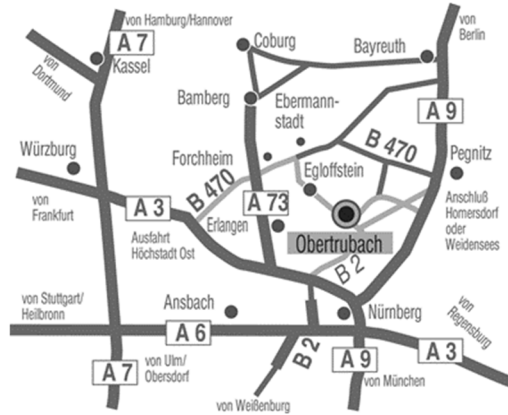 von Hamburg/Hannover
A 7
Kassel
von
Dortmund
Coburg
Bayreuth
von
Berlin
Bamberg
Ebermann-
stadt
A 9
B 470
Würzburg
Forchheim
Egloffstein
Pegnitz
von
Frankfurt
A 3
B 470
A 73
Erlangen
Anschluß
Homersdorf
oder
Weidensees
Ausfahrt
Höchstadt Ost
Obertrubach
B 2
von Stuttgart/
Heilbronn
Ansbach
Nürnberg
von
Regensburg
A 6
B 2
A 7
von Ulm/
Obersdorf
A 9
A 3
von Weißenburg
von München